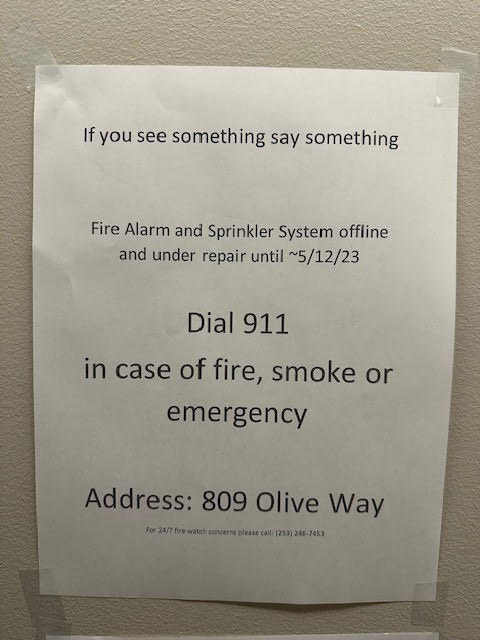 If you see something say something
Fire Alarm and Sprinkler System offline
and under repair until ~5/12/23
Dial 911
in case of fire, smoke or
emergency
Address: 809 Olive Way
For 24/7 fire watch concerns please call: (253) 246-7453